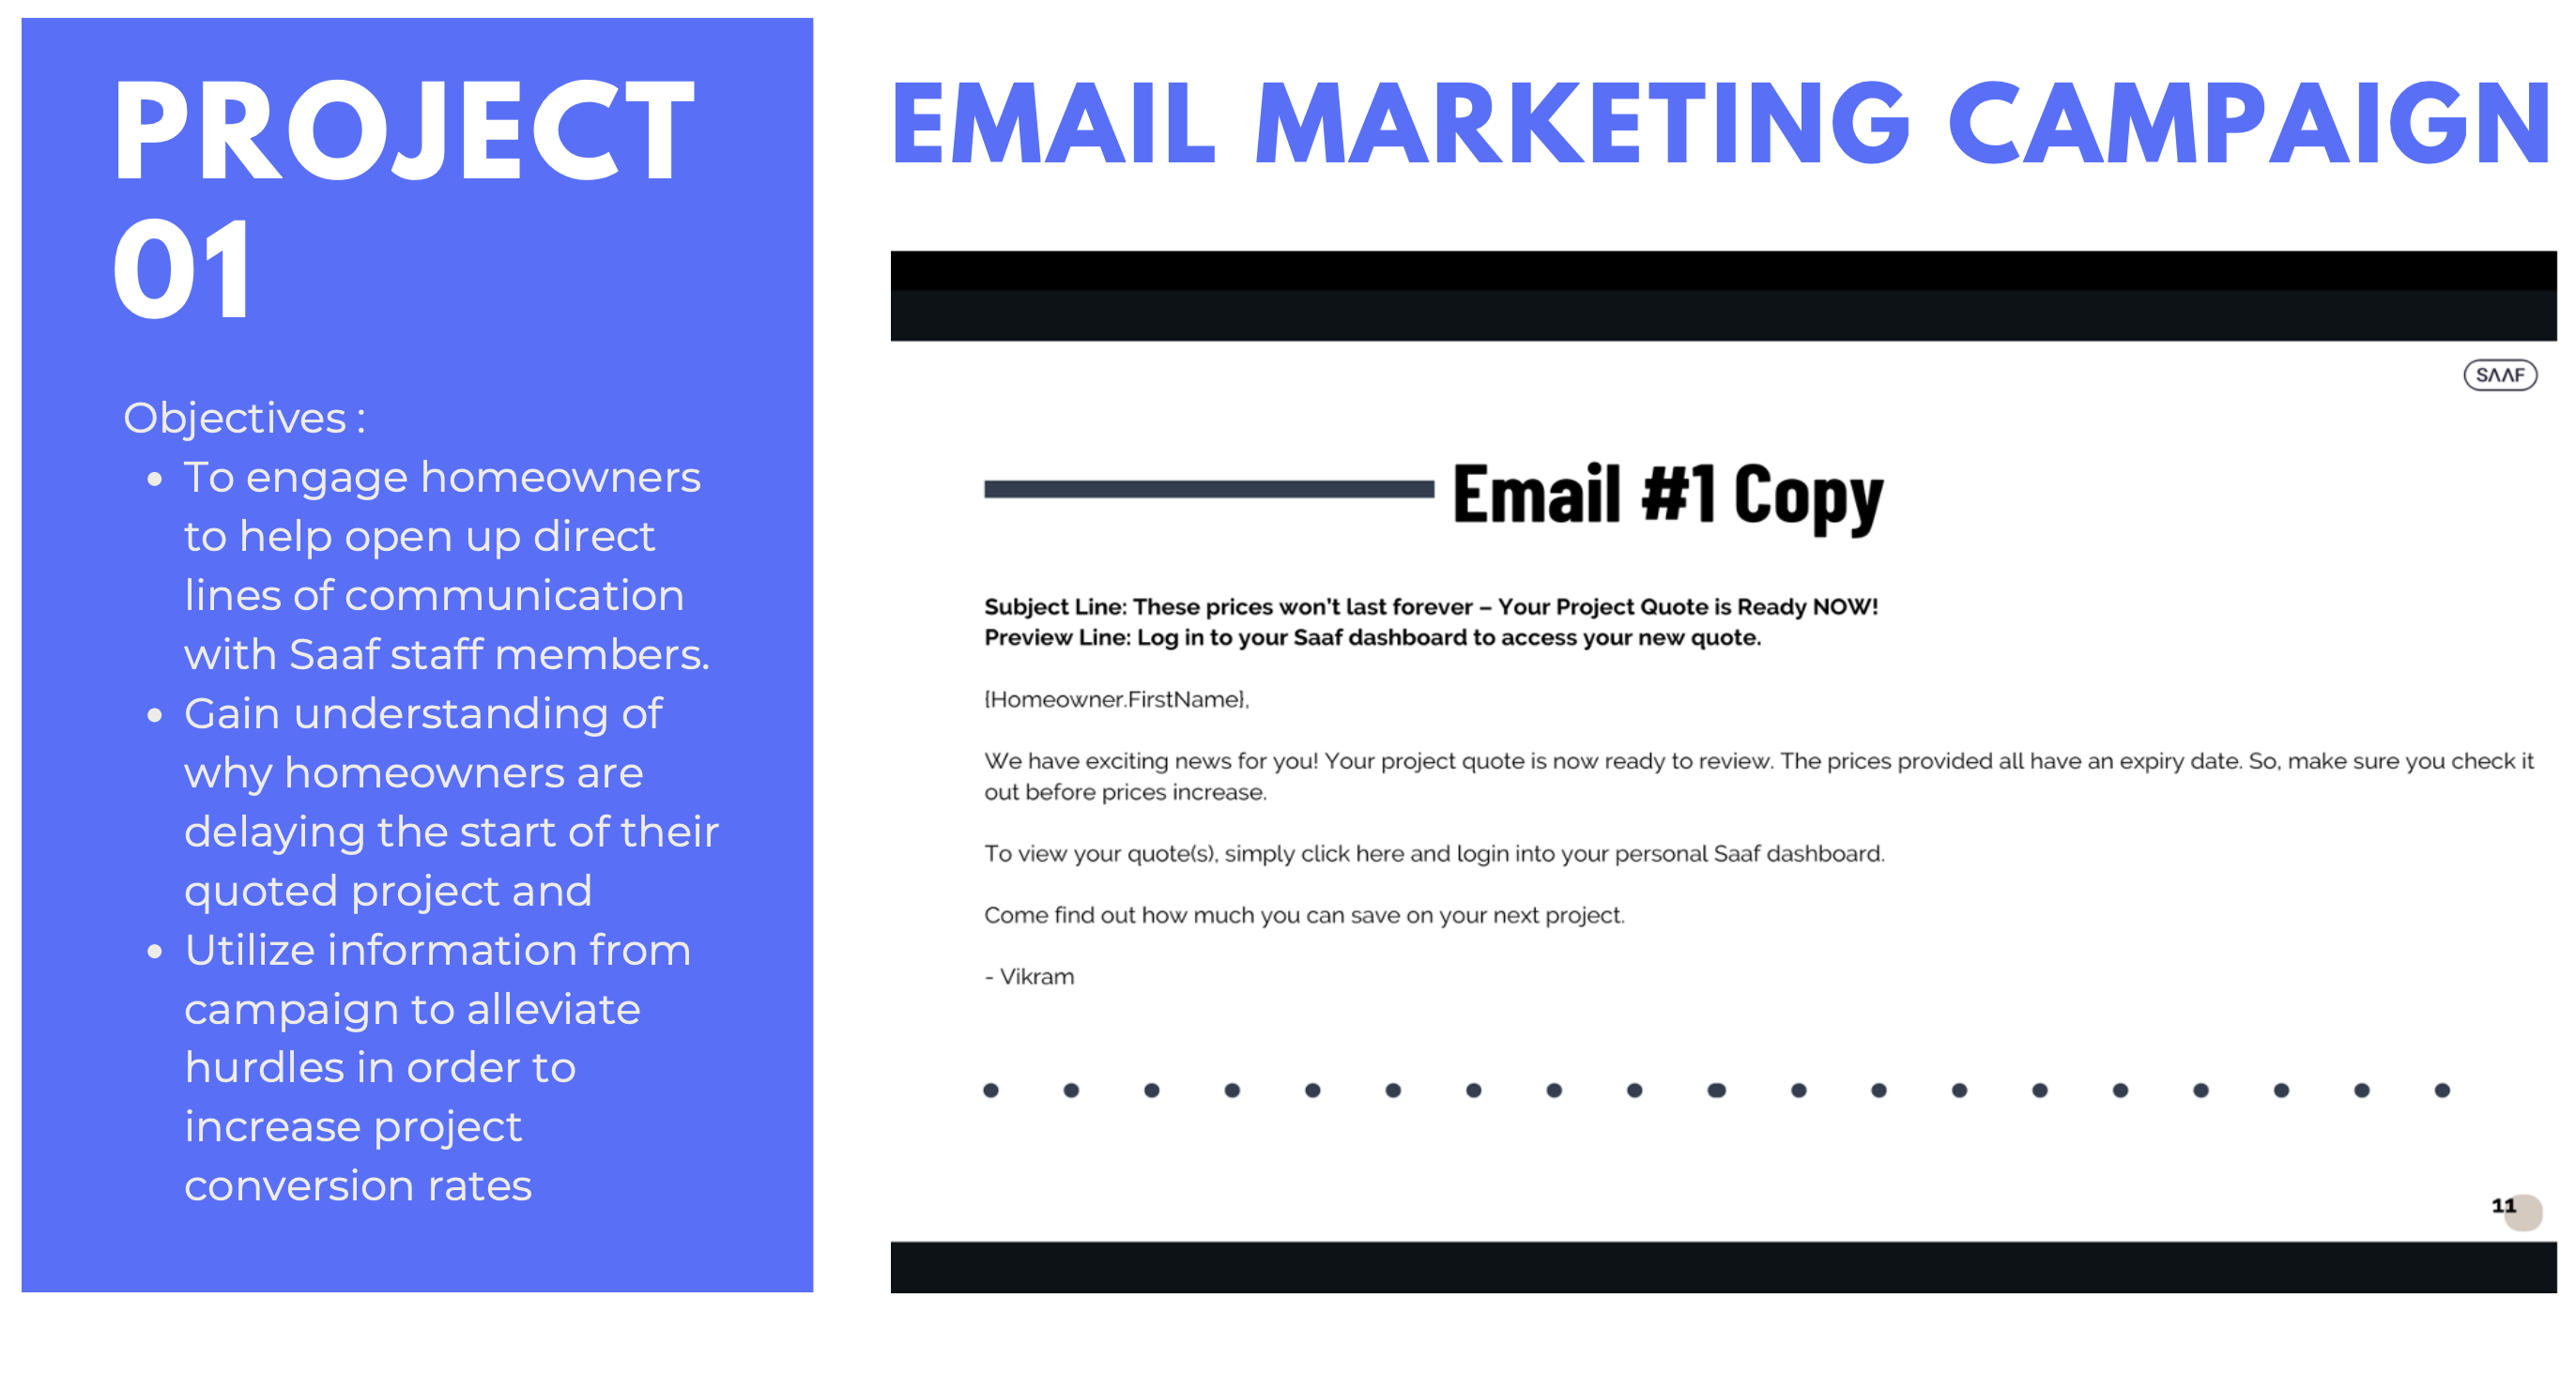 PROJECT
01
Objectives :
• To engage homeowners
to help open up direct
lines of communication
with Saaf staff members.
• Gain understanding of
why homeowners are
delaying the start of their
quoted project and
• Utilize information from
campaign to alleviate
hurdles in order to
increase project
conversion rates
EMAIL MARKETING CAMPAIGN
SΛΛF
Email #1 Copy
Subject Line: These prices won't last forever – Your Project Quote is Ready NOW!
Preview Line: Log in to your Saaf dashboard to access your new quote.
{Homeowner.FirstName},
We have exciting news for you! Your project quote is now ready to review. The prices provided all have an expiry date. So, make sure you check it
out before prices increase.
To view your quote(s), simply click here and login into your personal Saaf dashboard.
Come find out how much you can save on your next project.
- Vikram
11